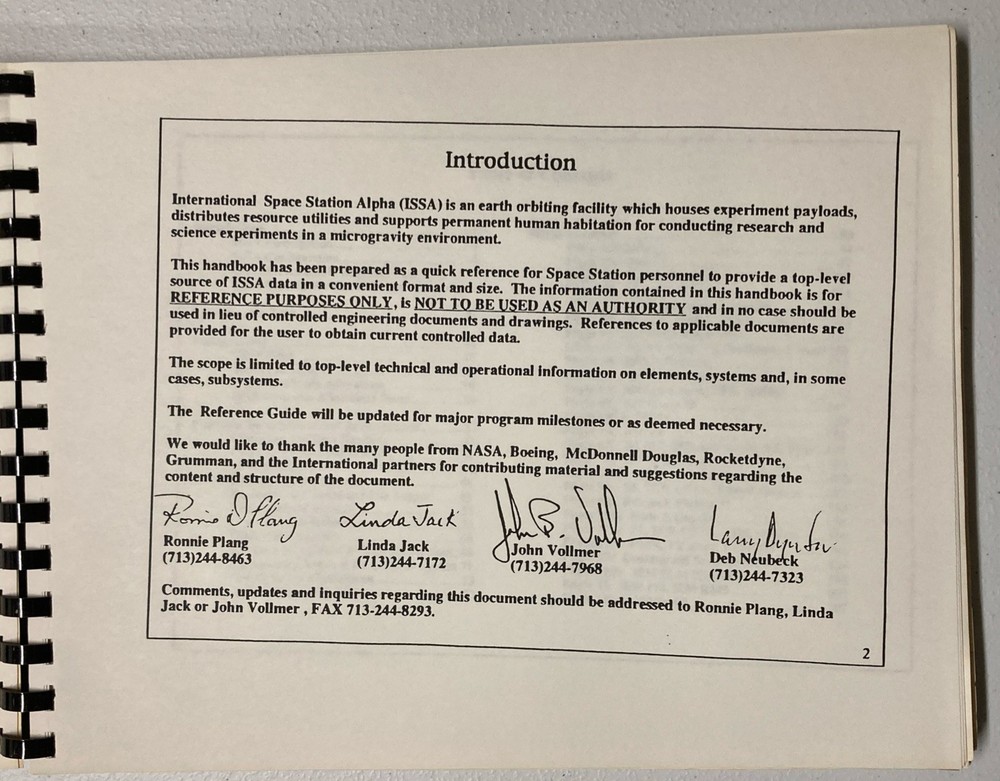 Introduction
International Space Station Alpha (ISSA) is an earth orbiting facility which houses experiment payloads,
distributes resource utilities and supports permanent human habitation for conducting research and
science experiments in a microgravity environment.
This handbook has been prepared as a quick reference for Space Station personnel to provide a top-level
source of ISSA data in a convenient format and size. The information contained in this handbook is for
REFERENCE PURPOSES ONLY, is NOT TO BE USED AS AN AUTHORITY and in no case should be
used in lieu of controlled engineering documents and drawings. References to applicable documents are
provided for the user to obtain current controlled data.
The scope is limited to top-level technical and operational information on elements, systems and, in some
cases, subsystems.
The Reference Guide will be updated for major program milestones or as deemed necessary.
We would like to thank the many people from NASA, Boeing, McDonnell Douglas, Rocketdyne,
Grumman, and the International partners for contributing material and suggestions regarding the
content and structure of the document.
Ronnie D Plang Linda Jack John B. Vollmer Larry for
Ronnie Plang Linda Jack John Vollmer Deb Neubeck
(713)244-8463 (713)244-7172 (713)244-7968 (713)244-7323
Comments, updates and inquiries regarding this document should be addressed to Ronnie Plang, Linda
Jack or John Vollmer , FAX 713-244-8293.
2